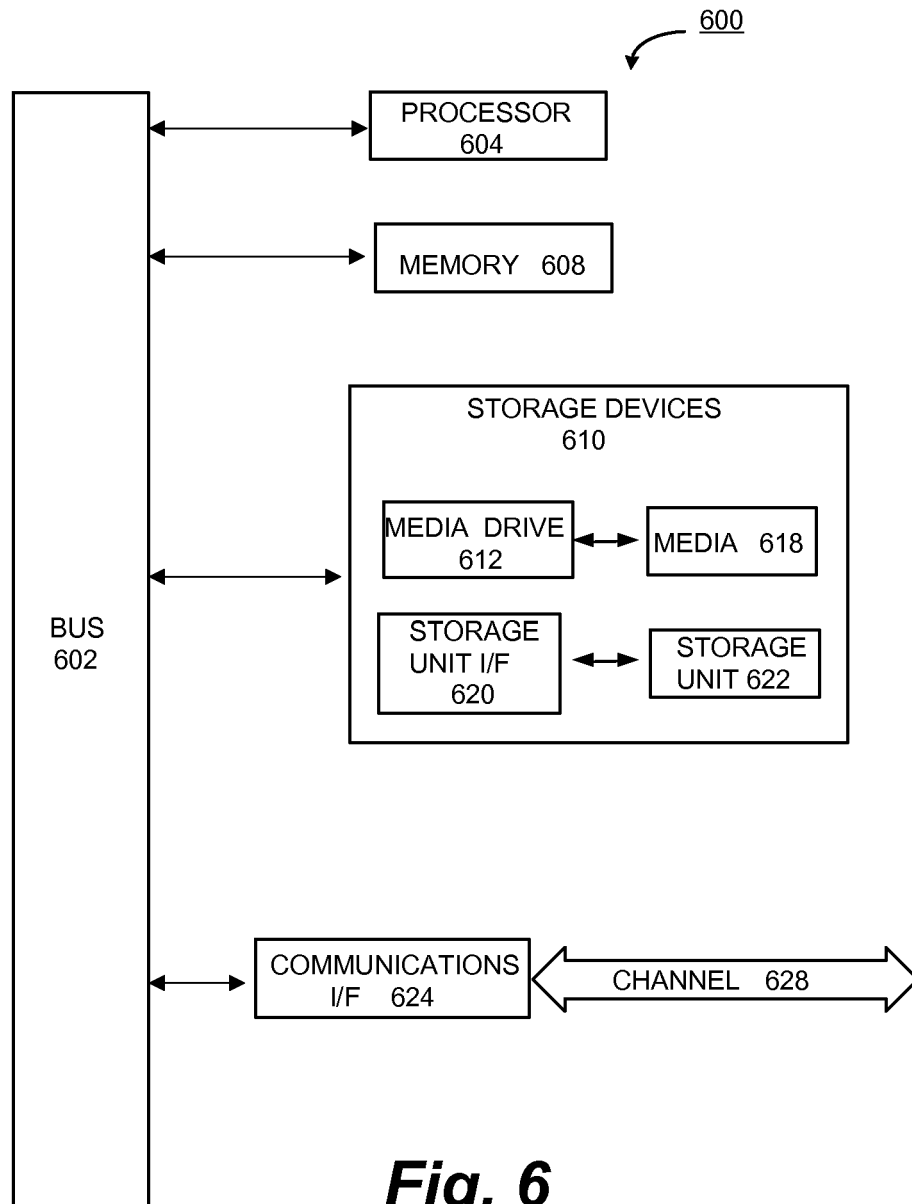 600
PROCESSOR
604
MEMORY 608
STORAGE DEVICES
610
MEDIA DRIVE
612
MEDIA 618
STORAGE
UNIT I/F
620
STORAGE
UNIT 622
BUS
602
COMMUNICATIONS
I/F 624
CHANNEL 628
Fig. 6